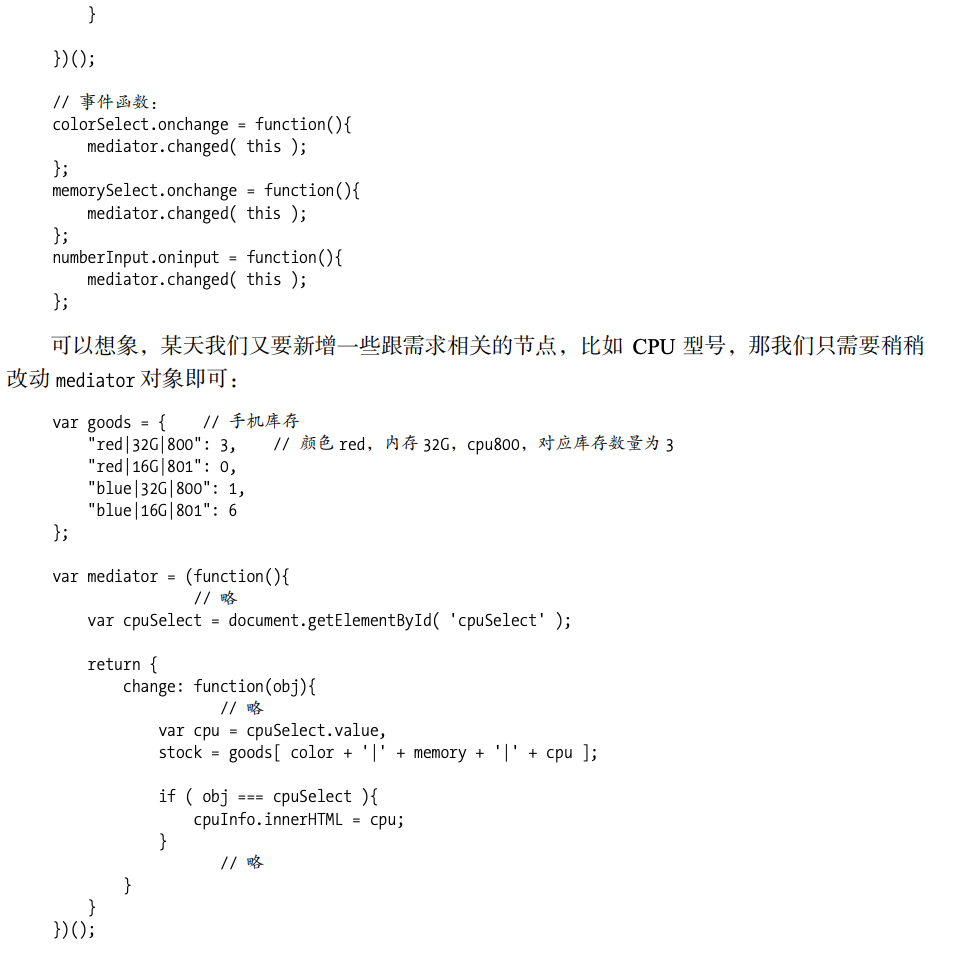 }

})();

// 事件函数：
colorSelect.onchange = function(){
    mediator.changed( this );
};
memorySelect.onchange = function(){
    mediator.changed( this );
};
numberInput.oninput = function(){
    mediator.changed( this );
};

可以想象，某天我们又要新增一些跟需求相关的节点，比如 CPU 型号，那我们只需要稍稍
改动 mediator 对象即可：

var goods = {    // 手机库存
    "red|32G|800": 3,    // 颜色 red，内存 32G，cpu800，对应库存数量为 3
    "red|16G|801": 0,
    "blue|32G|800": 1,
    "blue|16G|801": 6
};

var mediator = (function(){
        // 略
    var cpuSelect = document.getElementById( 'cpuSelect' );

    return {
        change: function(obj){
                // 略
            var cpu = cpuSelect.value,
            stock = goods[ color + '|' + memory + '|' + cpu ];

            if ( obj === cpuSelect ){
                cpuInfo.innerHTML = cpu;
            }
                // 略
        }
    }
})();